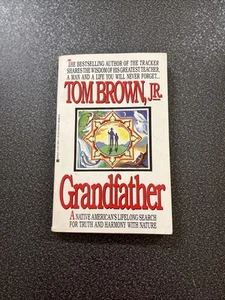 THE BESTSELLING AUTHOR OF THE TRACKER
SHARES THE WISDOM OF HIS GREATEST TEACHER,
A MAN AND A LIFE YOU WILL NEVER FORGET...
TOM BROWN, JR.
Grandfather
A NATIVE AMERICAN'S LIFELONG SEARCH
FOR TRUTH AND HARMONY WITH NATURE